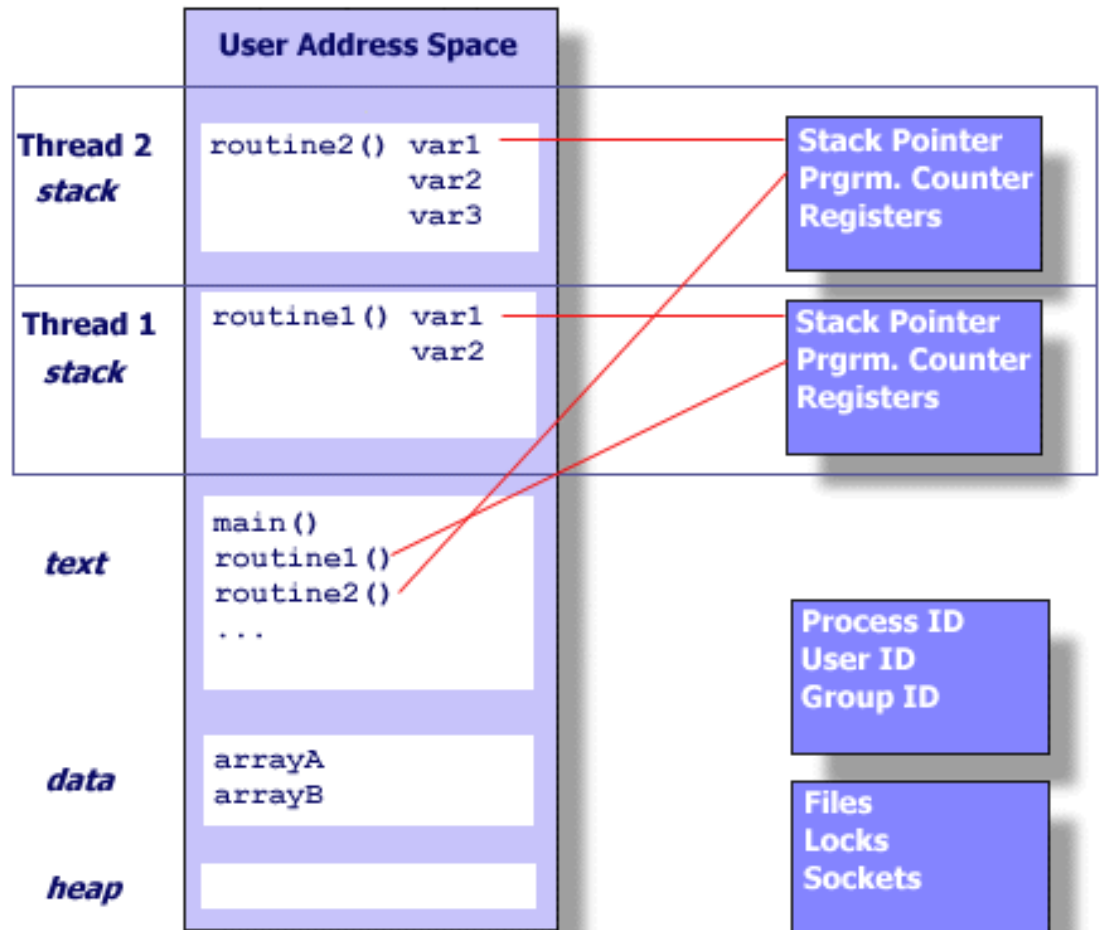 User Address Space
Thread 2
stack
routine2() var1
var2
var3
Stack Pointer
Prgrm. Counter
Registers
Thread 1
stack
routine1() var1
var2
Stack Pointer
Prgrm. Counter
Registers
text
main()
routine1()
routine2()
...
Process ID
User ID
Group ID
data
arrayA
arrayB
Files
Locks
Sockets
heap